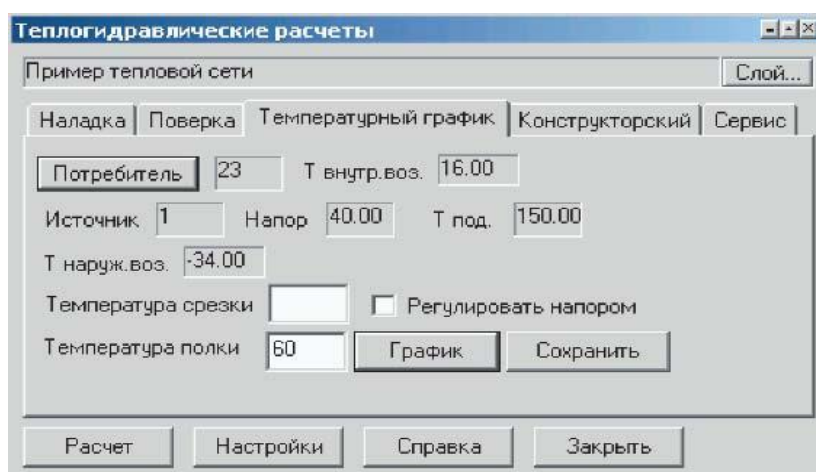 Теплогидравлические расчеты
Пример тепловой сети Слой...
Наладка Поверка Температурный график Конструкторский Сервис
Потребитель 23 Т внутр.воз. 16.00
Источник 1 Напор 40.00 Т под. 150.00
Т наруж.воз. -34.00
Температура срезки Регулировать напором
Температура полки 60 График Сохранить
Расчет Настройки Справка Закрыть